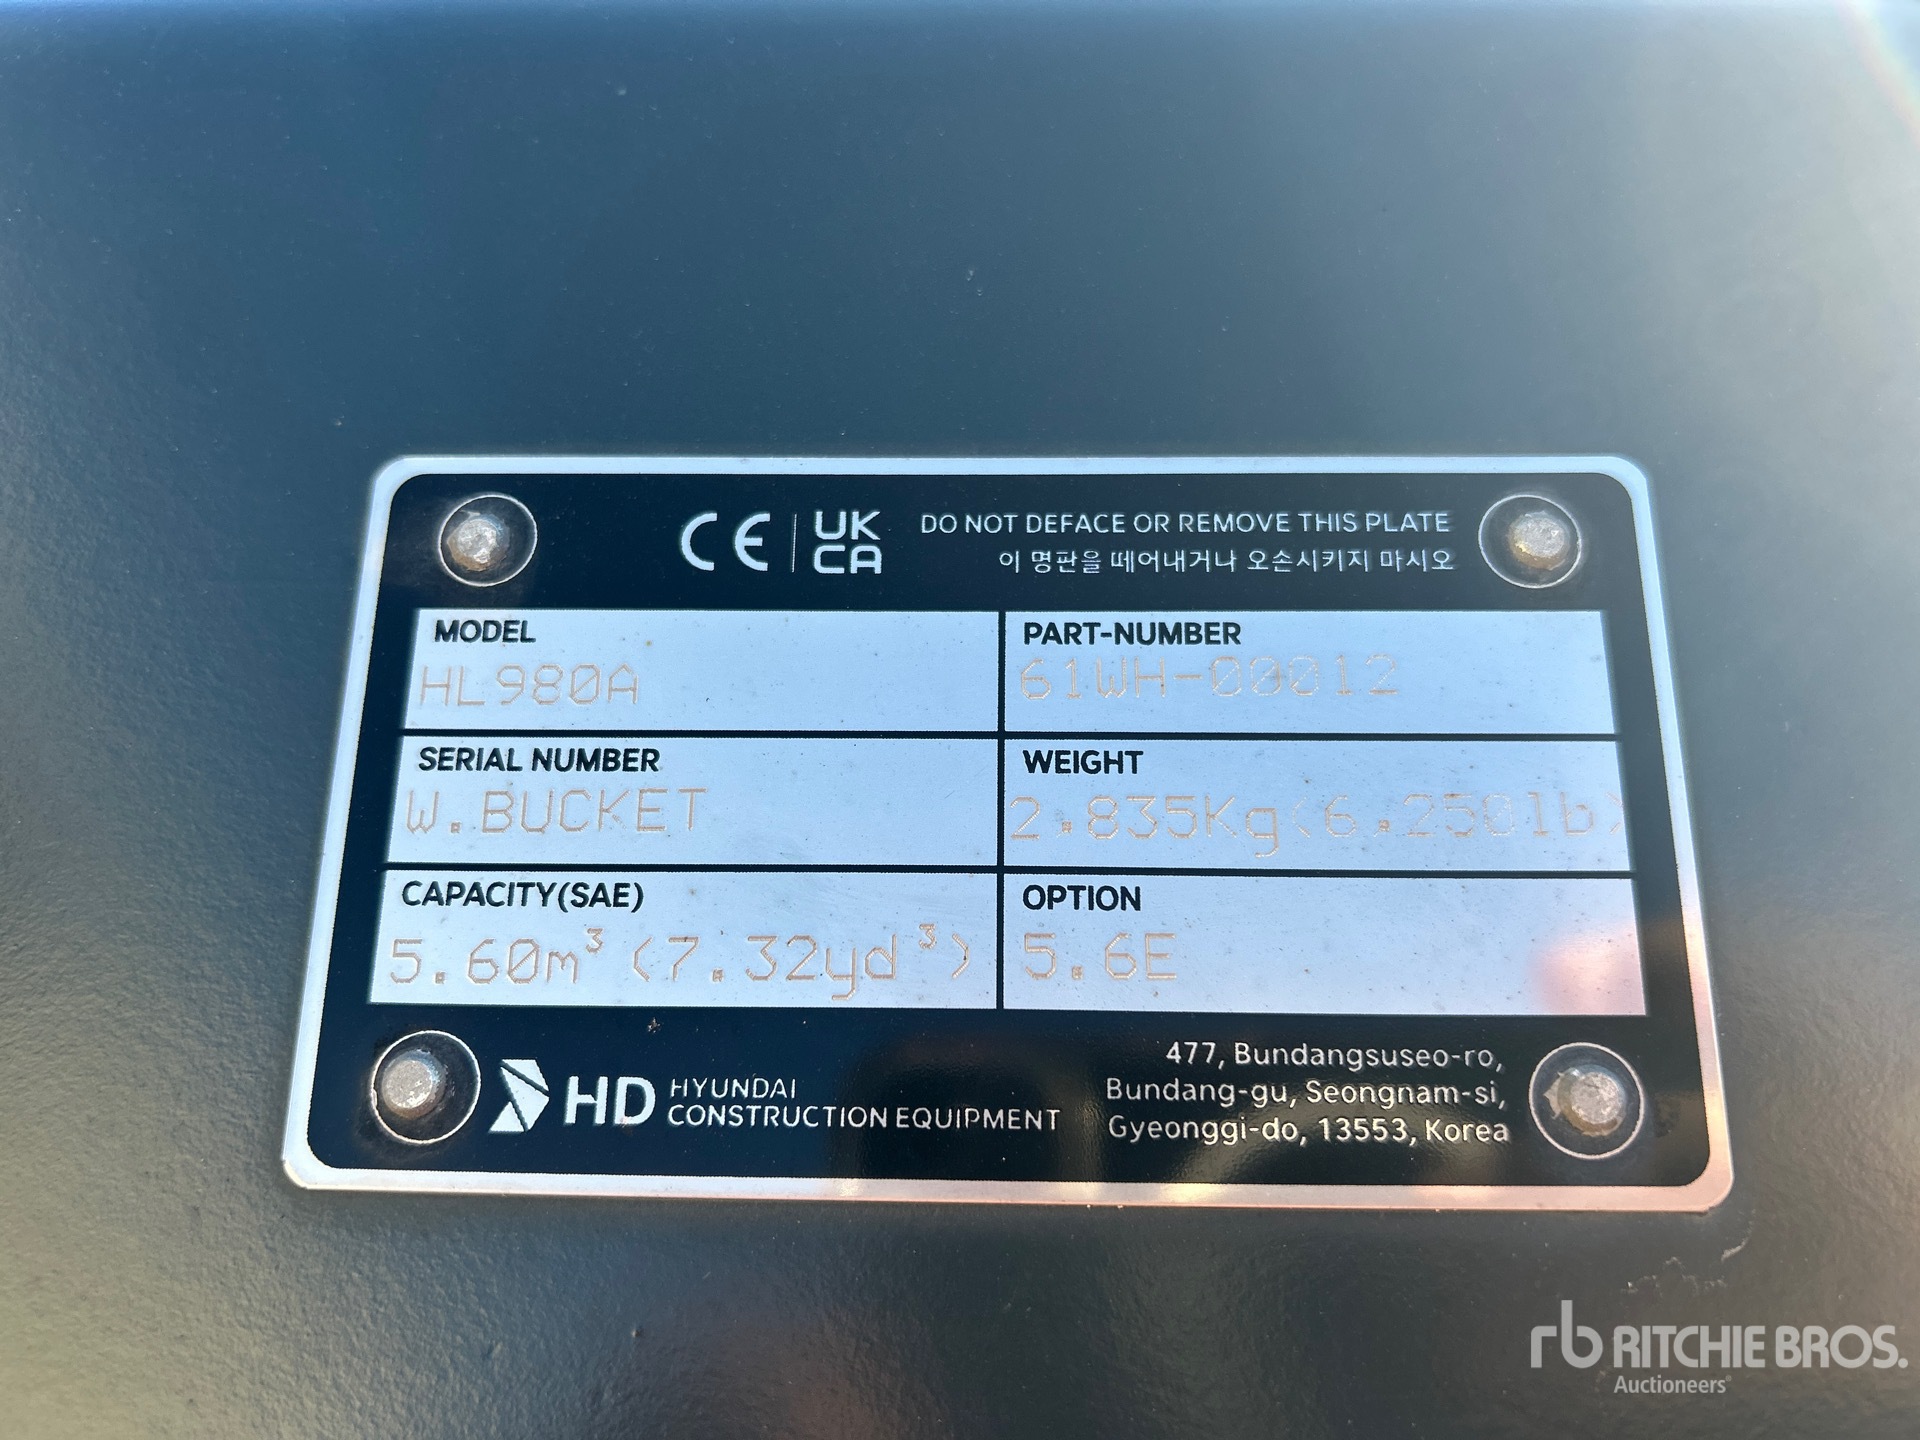 CE UK CA DO NOT DEFACE OR REMOVE THIS PLATE
이 명판을 떼어내거나 오손시키지 마시오
MODEL
HL980A
PART-NUMBER
61WH-00012
SERIAL NUMBER
W.BUCKET
WEIGHT
2.835Kg(6.250lb)
CAPACITY(SAE)
5.60m³ (7.32yd³)
OPTION
5.6E
HD HYUNDAI
CONSTRUCTION EQUIPMENT
477, Bundangsuseo-ro,
Bundang-gu, Seongnam-si,
Gyeonggi-do, 13553, Korea
rb RITCHIE BROS.
Auctioneers